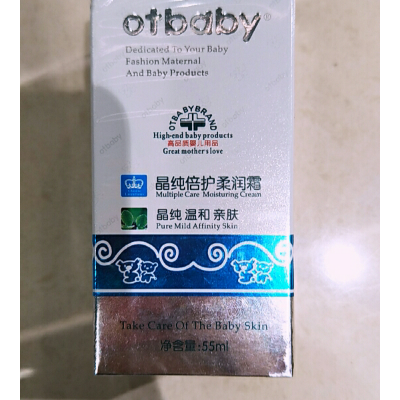 otbaby®
Dedicated To Your Baby
Fashion Maternal
And Baby Products
OTBABYBRAND
High-end baby products
高品质婴儿用品
Great mother's love
晶纯倍护柔润霜
Multiple Care Moisturing Cream
晶纯 温和 亲肤
Pure Mild Affinity Skin
Take Care Of The Baby Skin
净含量:55ml